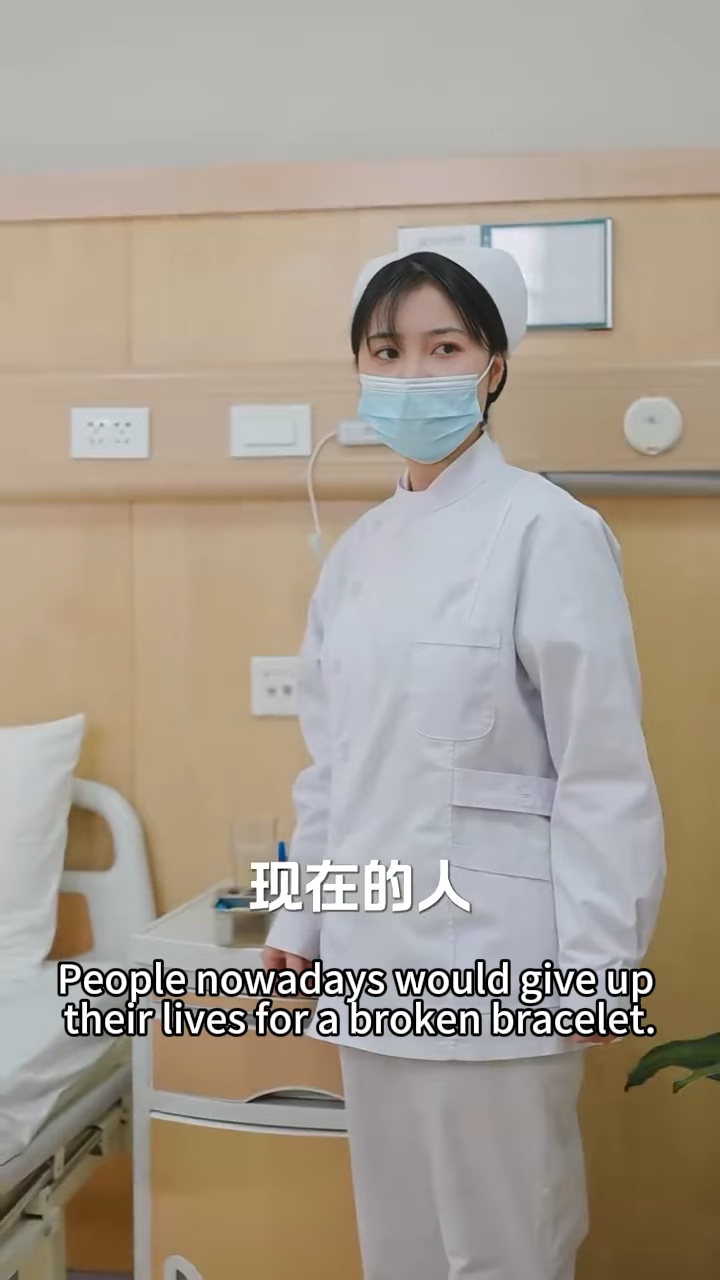 现在的人
People nowadays would give up
their lives for a broken bracelet.